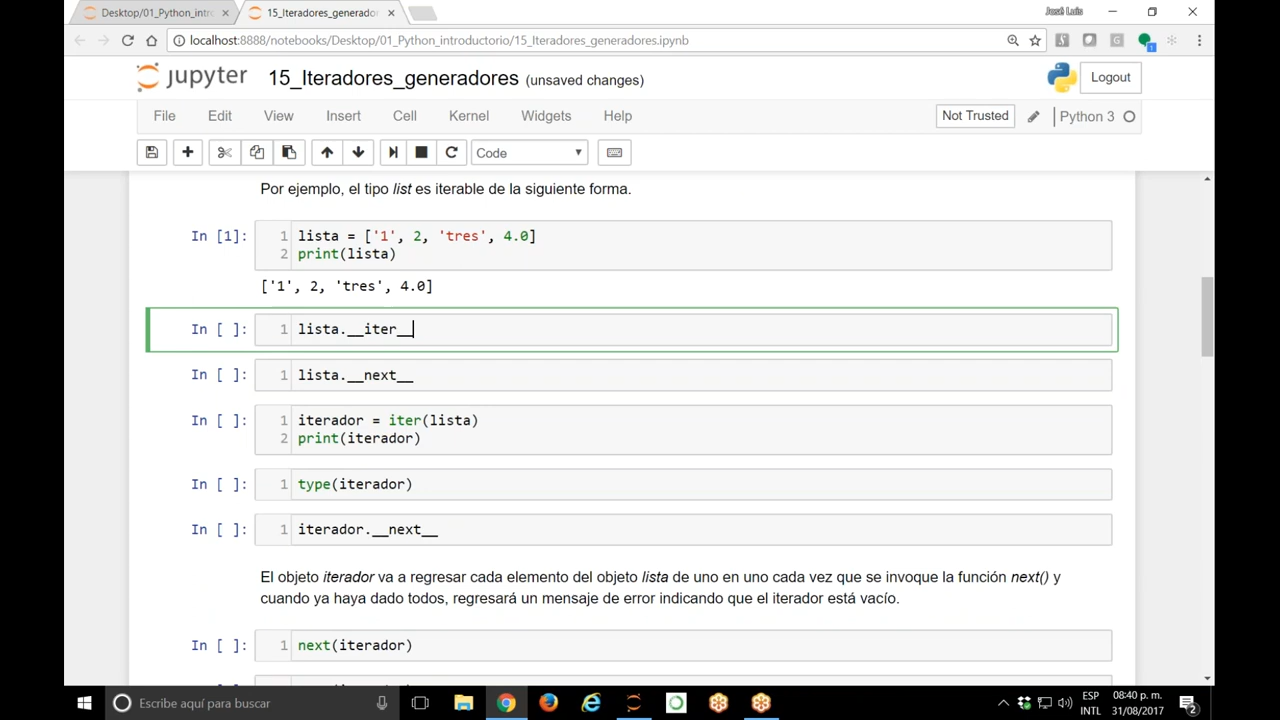 José Luis
Desktop/01_Python_intro
15_Iteradores_generador
localhost:8888/notebooks/Desktop/01_Python_introductorio/15_Iteradores_generadores.ipynb
jupyter 15_Iteradores_generadores (unsaved changes)
Logout
File Edit View Insert Cell Kernel Widgets Help
Not Trusted
Python 3
Code
Por ejemplo, el tipo list es iterable de la siguiente forma.
In [1]: 1 lista = ['1', 2, 'tres', 4.0]
2 print(lista)
['1', 2, 'tres', 4.0]
In [ ]: 1 lista.__iter__
In [ ]: 1 lista.__next__
In [ ]: 1 iterador = iter(lista)
2 print(iterador)
In [ ]: 1 type(iterador)
In [ ]: 1 iterador.__next__
El objeto iterador va a regresar cada elemento del objeto lista de uno en uno cada vez que se invoque la función next() y
cuando ya haya dado todos, regresará un mensaje de error indicando que el iterador está vacío.
In [ ]: 1 next(iterador)
Escribe aquí para buscar
ESP
INTL
08:40 p. m.
31/08/2017
2